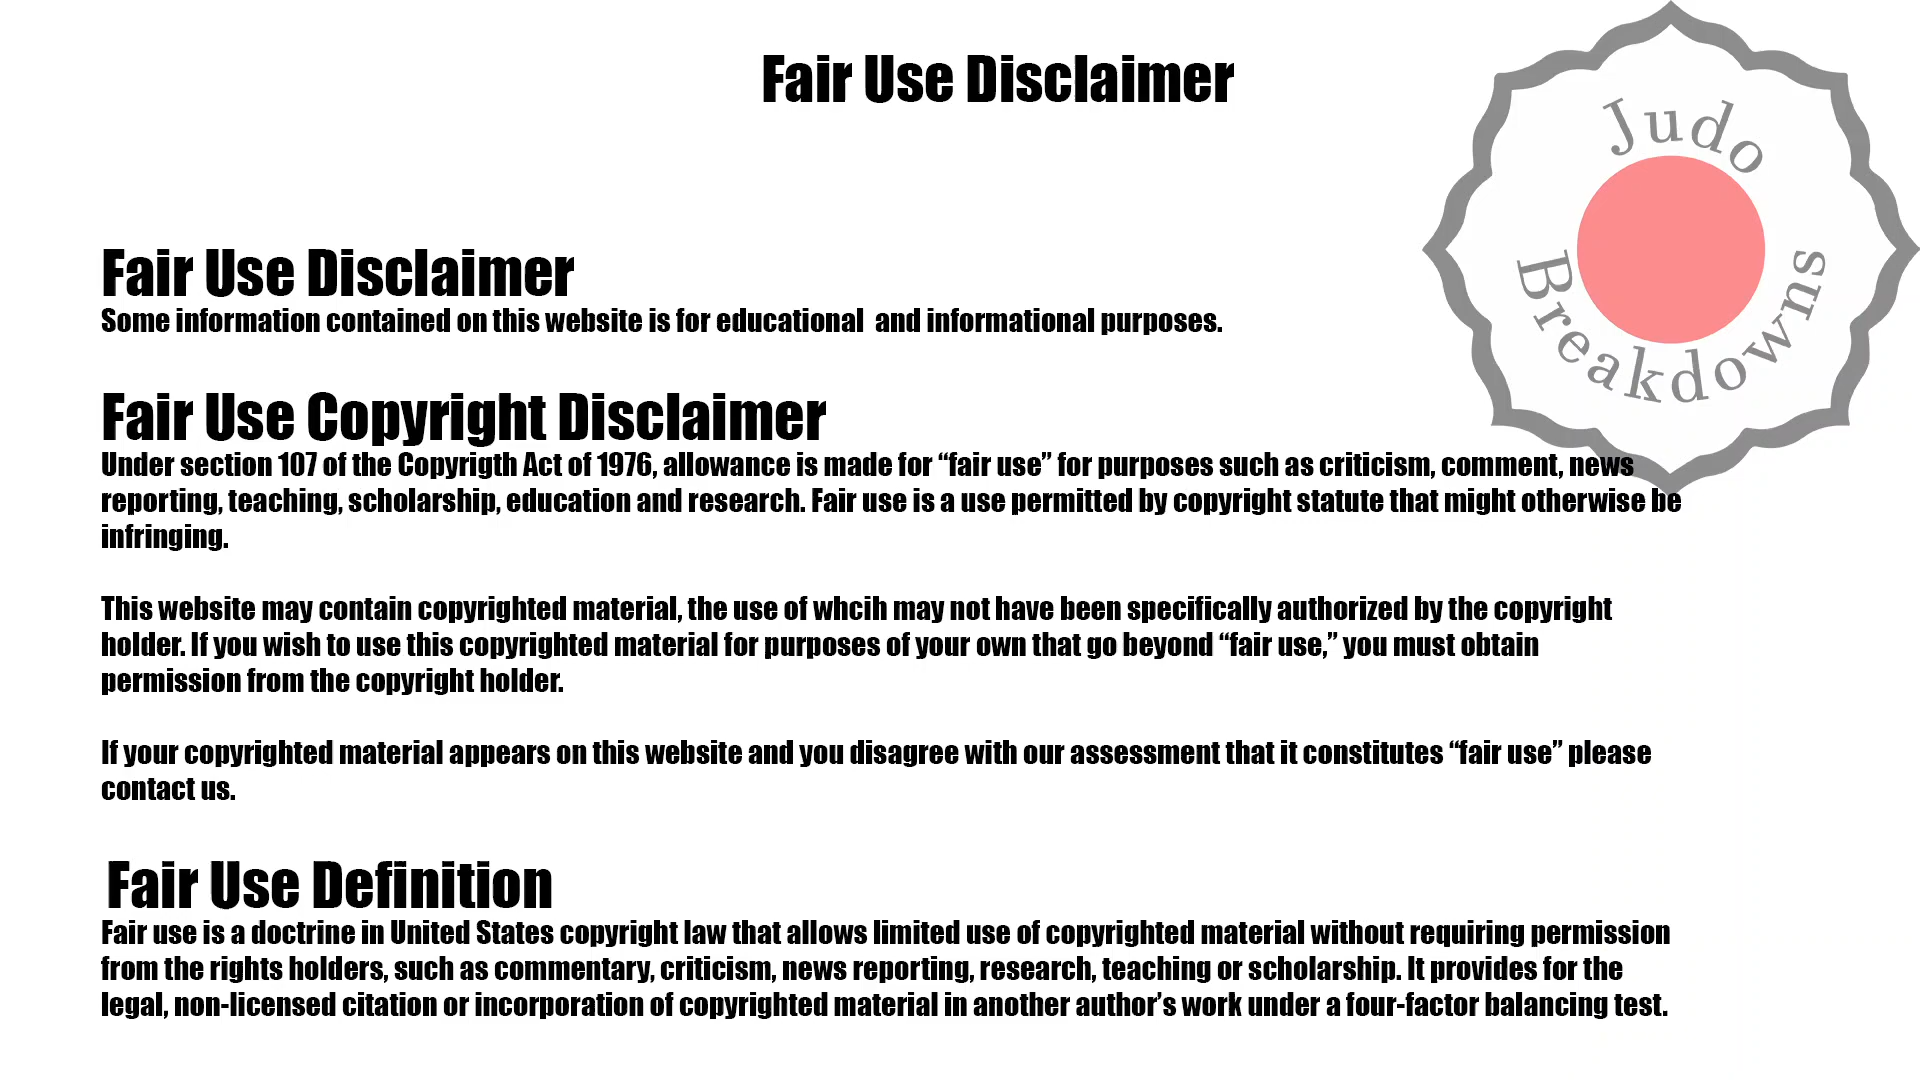 Fair Use Disclaimer
Judo
Breakdowns
Fair Use Disclaimer
Some information contained on this website is for educational  and informational purposes.
Fair Use Copyright Disclaimer
Under section 107 of the Copyrigth Act of 1976, allowance is made for “fair use” for purposes such as criticism, comment, news
reporting, teaching, scholarship, education and research. Fair use is a use permitted by copyright statute that might otherwise be
infringing.
This website may contain copyrighted material, the use of whcih may not have been specifically authorized by the copyright
holder. If you wish to use this copyrighted material for purposes of your own that go beyond “fair use,” you must obtain
permission from the copyright holder.
If your copyrighted material appears on this website and you disagree with our assessment that it constitutes “fair use” please
contact us.
Fair Use Definition
Fair use is a doctrine in United States copyright law that allows limited use of copyrighted material without requiring permission
from the rights holders, such as commentary, criticism, news reporting, research, teaching or scholarship. It provides for the
legal, non-licensed citation or incorporation of copyrighted material in another author’s work under a four-factor balancing test.